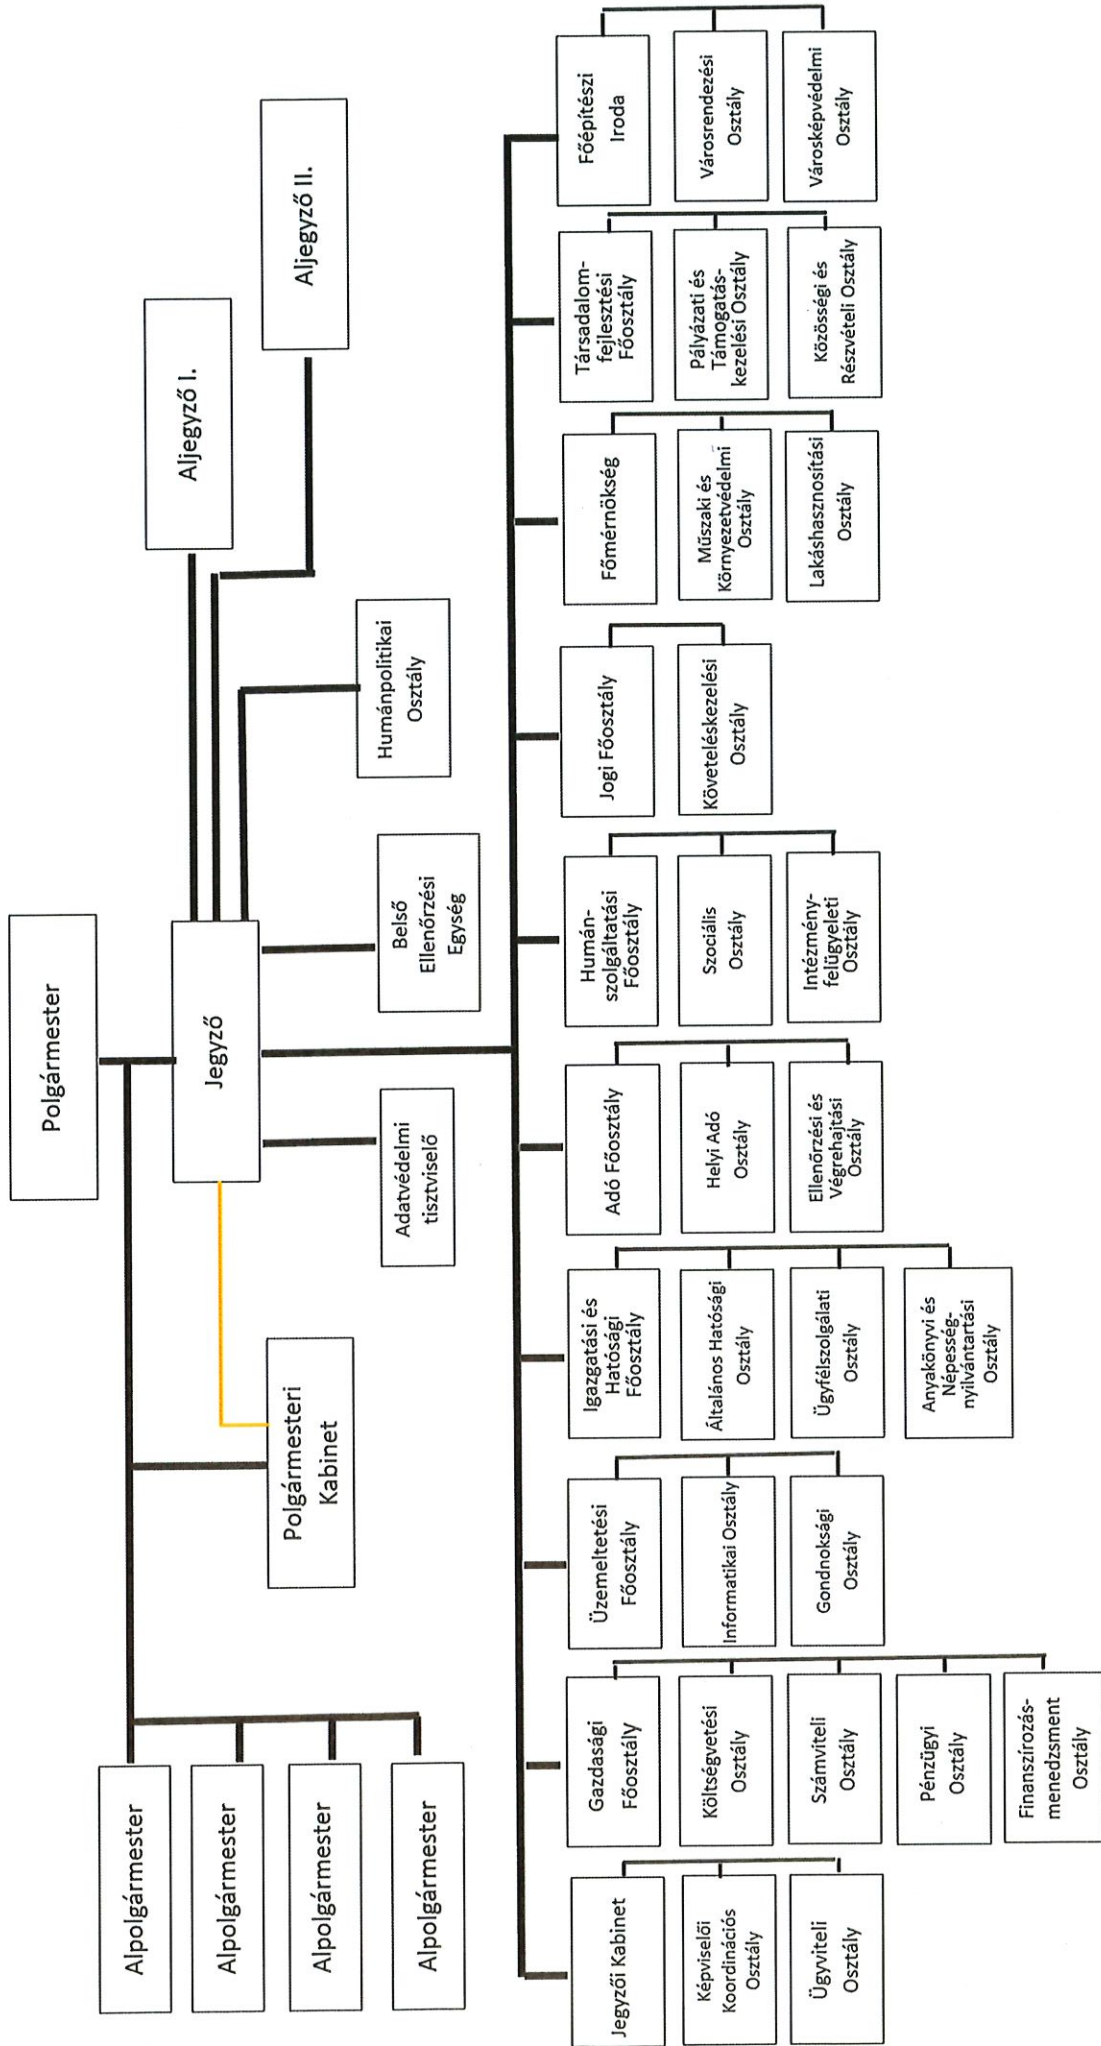 Polgármester
Alpolgármester
Alpolgármester
Alpolgármester
Alpolgármester
Polgármesteri
Kabinet
Jegyző
Aljegyző I.
Aljegyző II.
Adatvédelmi
tisztviselő
Belső
Ellenőrzési
Egység
Humánpolitikai
Osztály
Jegyzői Kabinet
Képviselői
Koordinációs
Osztály
Ügyviteli
Osztály
Gazdasági
Főosztály
Költségvetési
Osztály
Számviteli
Osztály
Pénzügyi
Osztály
Finanszírozás-
menedzsment
Osztály
Üzemeltetési
Főosztály
Informatikai Osztály
Gondnoksági
Osztály
Igazgatási és
Hatósági
Főosztály
Általános Hatósági
Osztály
Ügyfélszolgálati
Osztály
Anyakönyvi és
Népesség-
nyilvántartási
Osztály
Adó Főosztály
Helyi Adó
Osztály
Ellenőrzési és
Végrehajtási
Osztály
Humán-
szolgáltatási
Főosztály
Szociális
Osztály
Intézmény-
felügyeleti
Osztály
Jogi Főosztály
Követeléskezelési
Osztály
Főmérnökség
Műszaki és
Környezetvédelmi
Osztály
Lakáshasznosítási
Osztály
Társadalom-
fejlesztési
Főosztály
Pályázati és
Támogatás-
kezelési Osztály
Közösségi és
Részvételi Osztály
Főépítészi
Iroda
Városrendezési
Osztály
Városképvédelmi
Osztály